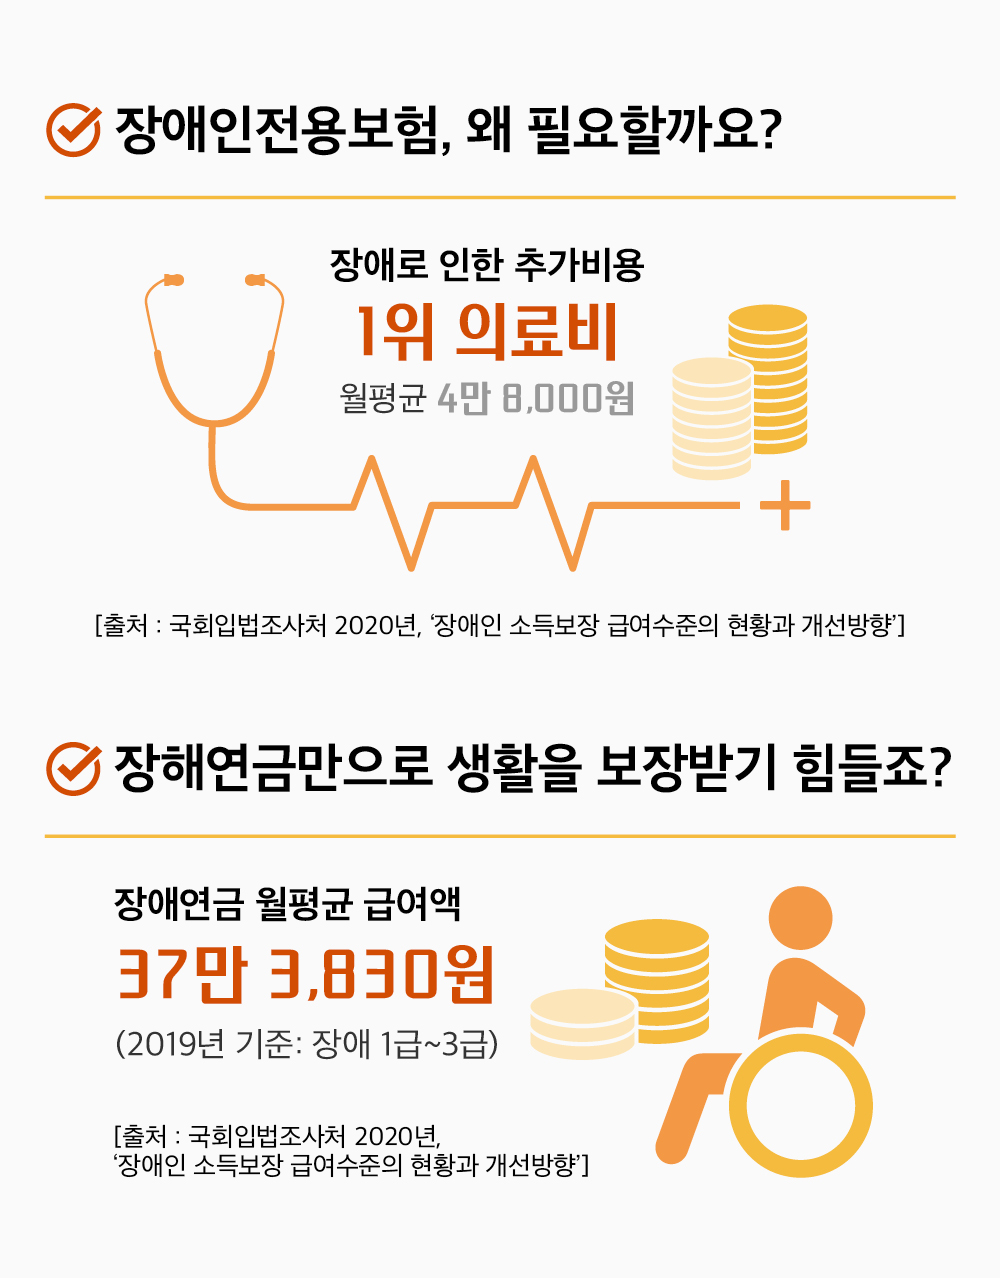 장애인전용보험, 왜 필요할까요?
장애로 인한 추가비용
1위 의료비
월평균 4만 8,000원
[출처 : 국회입법조사처 2020년, ‘장애인 소득보장 급여수준의 현황과 개선방향’]
장해연금만으로 생활을 보장받기 힘들죠?
장애연금 월평균 급여액
37만 3,830원
(2019년 기준: 장애 1급~3급)
[출처 : 국회입법조사처 2020년,
‘장애인 소득보장 급여수준의 현황과 개선방향’]